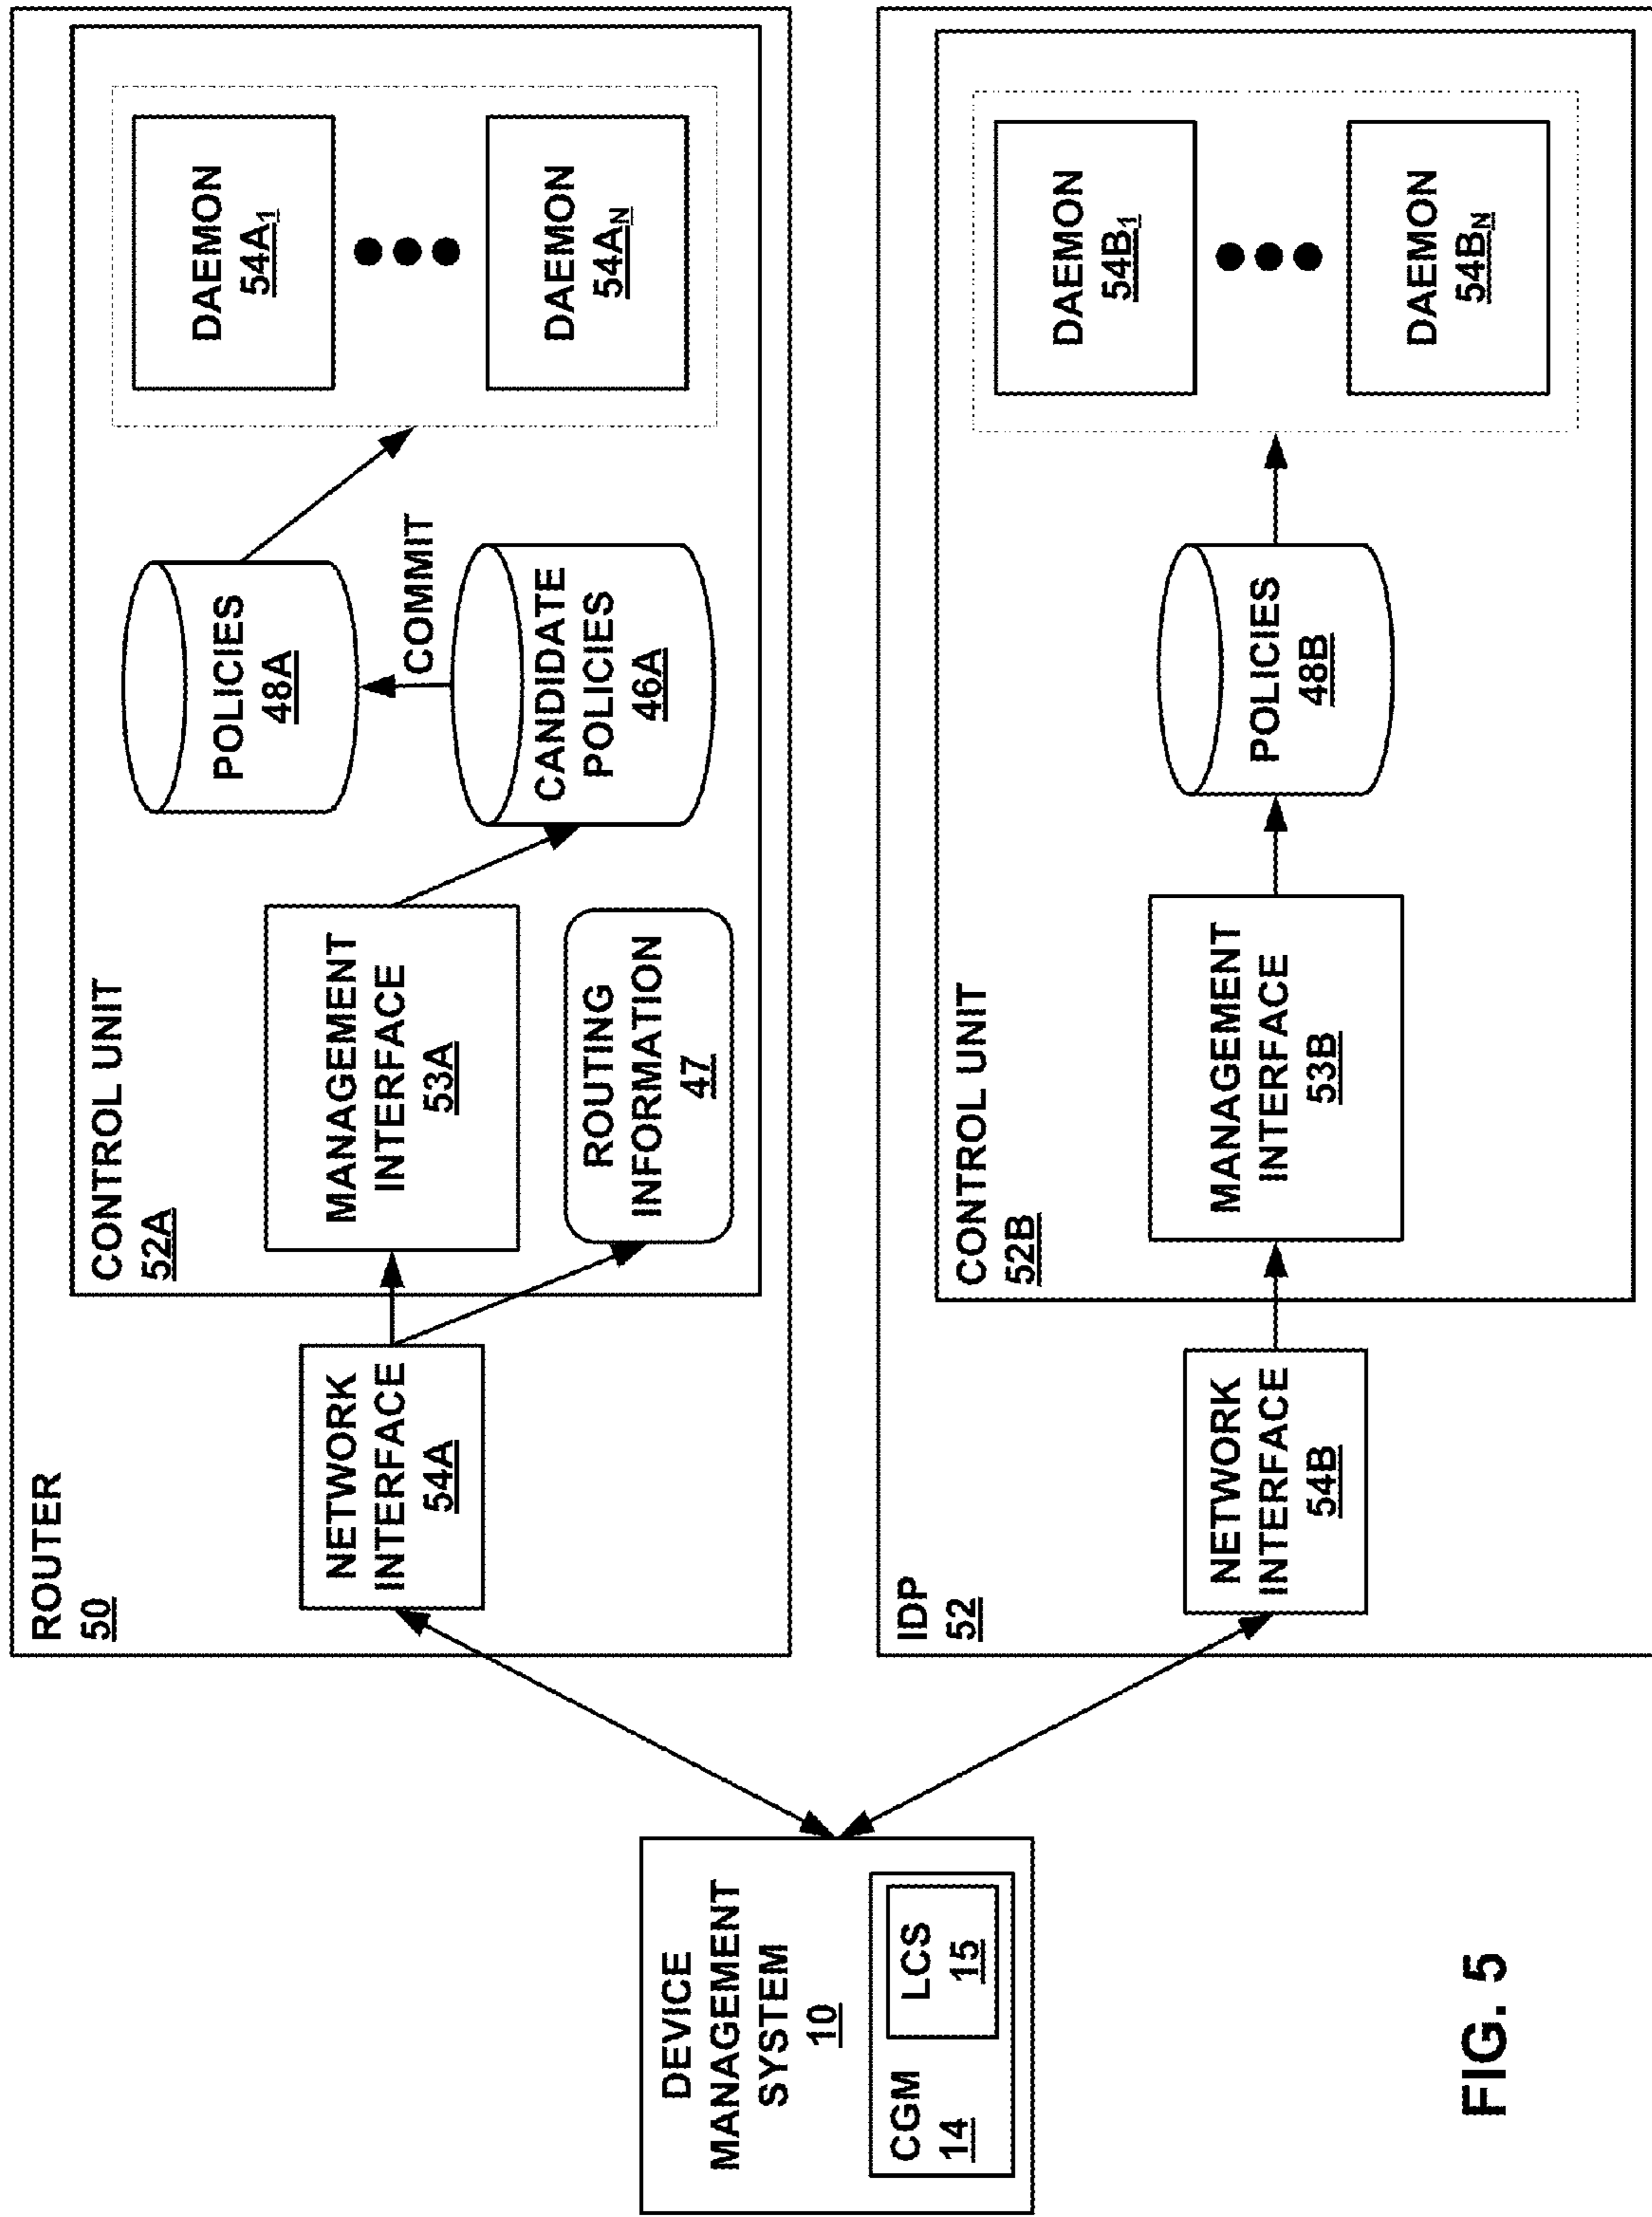 ROUTER
50
CONTROL UNIT
52A
NETWORK
INTERFACE
54A
MANAGEMENT
INTERFACE
53A
ROUTING
INFORMATION
47
POLICIES
48A
COMMIT
CANDIDATE
POLICIES
46A
DAEMON
54A1
DAEMON
54AN
DEVICE
MANAGEMENT
SYSTEM
10
CGM
14
LCS
15
IDP
52
CONTROL UNIT
52B
NETWORK
INTERFACE
54B
MANAGEMENT
INTERFACE
53B
POLICIES
48B
DAEMON
54B1
DAEMON
54BN
FIG. 5